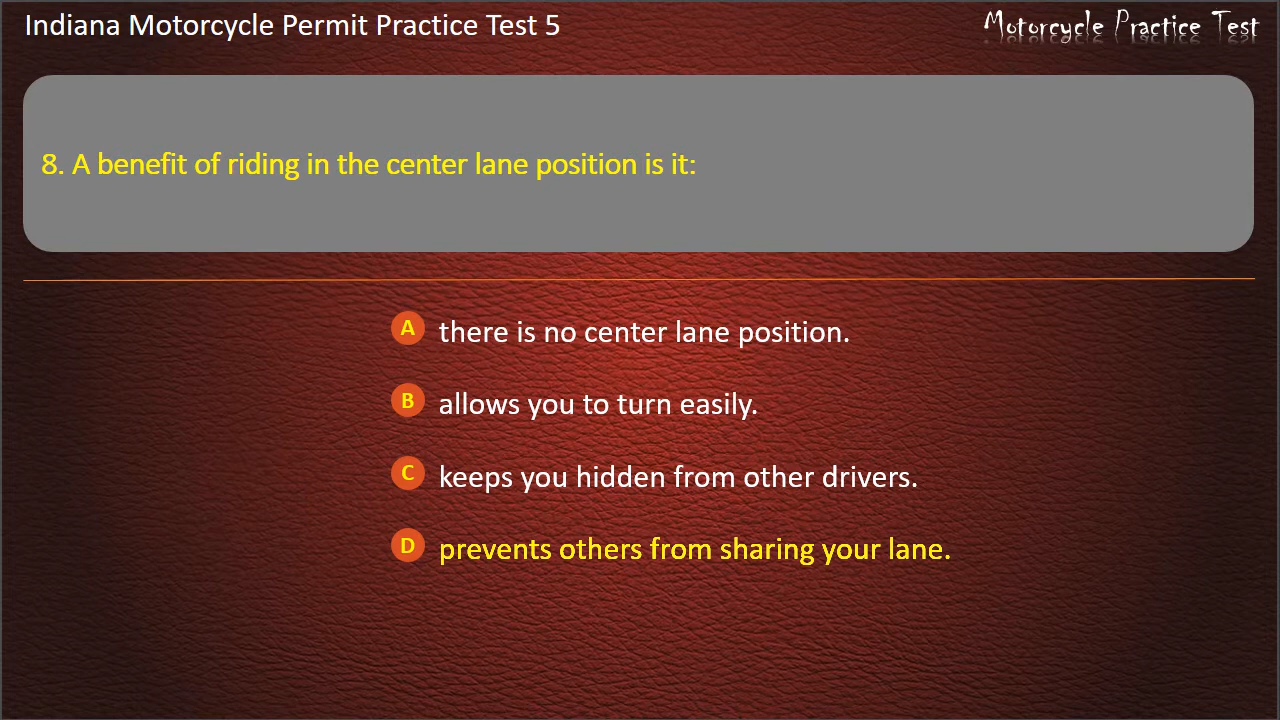 Indiana Motorcycle Permit Practice Test 5
Motorcycle Practice Test
8. A benefit of riding in the center lane position is it:
A there is no center lane position.
B allows you to turn easily.
C keeps you hidden from other drivers.
D prevents others from sharing your lane.